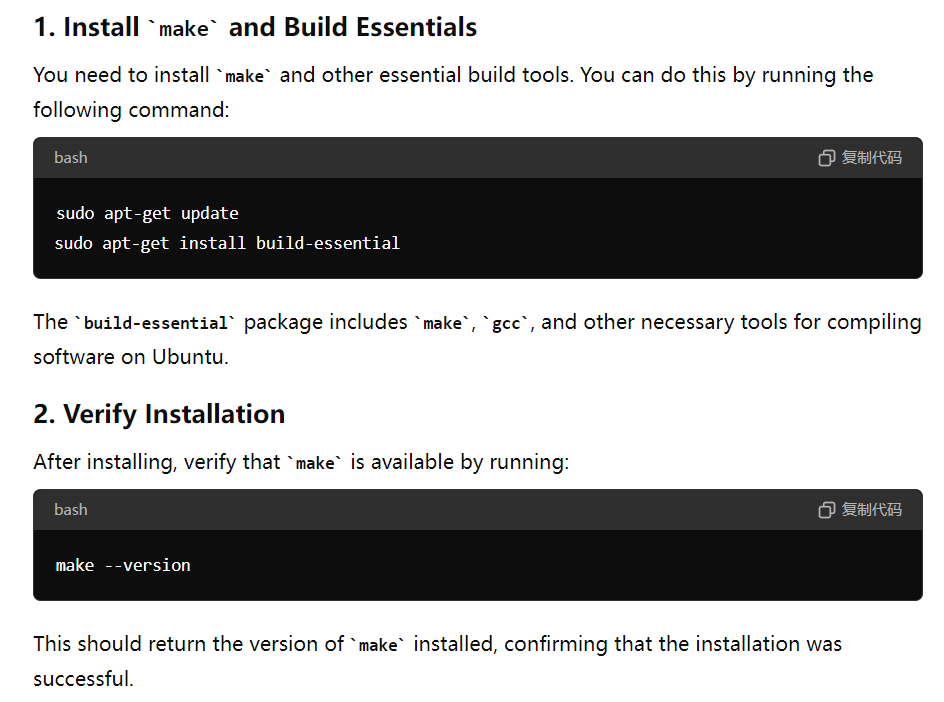 1. Install `make` and Build Essentials
You need to install `make` and other essential build tools. You can do this by running the
following command:
bash
复制代码
sudo apt-get update
sudo apt-get install build-essential
The `build-essential` package includes `make`, `gcc`, and other necessary tools for compiling
software on Ubuntu.
2. Verify Installation
After installing, verify that `make` is available by running:
bash
复制代码
make --version
This should return the version of `make` installed, confirming that the installation was
successful.